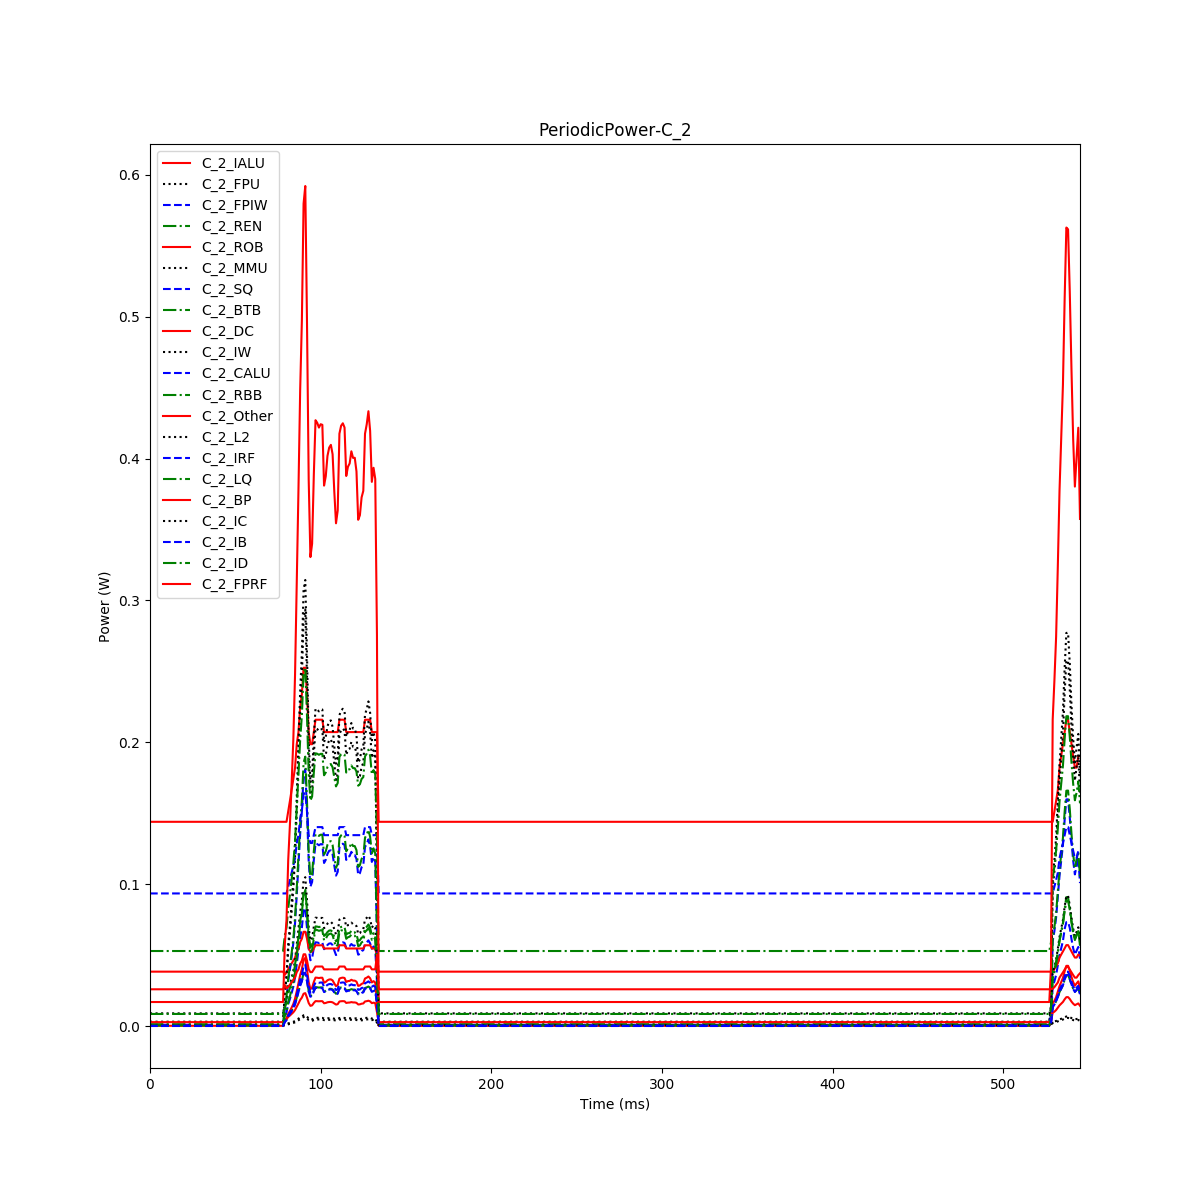 PeriodicPower-C_2
C_2_IALU
C_2_FPU
C_2_FPIW
C_2_REN
C_2_ROB
C_2_MMU
C_2_SQ
C_2_BTB
C_2_DC
C_2_IW
C_2_CALU
C_2_RBB
C_2_Other
C_2_L2
C_2_IRF
C_2_LQ
C_2_BP
C_2_IC
C_2_IB
C_2_ID
C_2_FPRF
0.6
0.5
0.4
0.3
0.2
0.1
0.0
Power (W)
0 100 200 300 400 500
Time (ms)